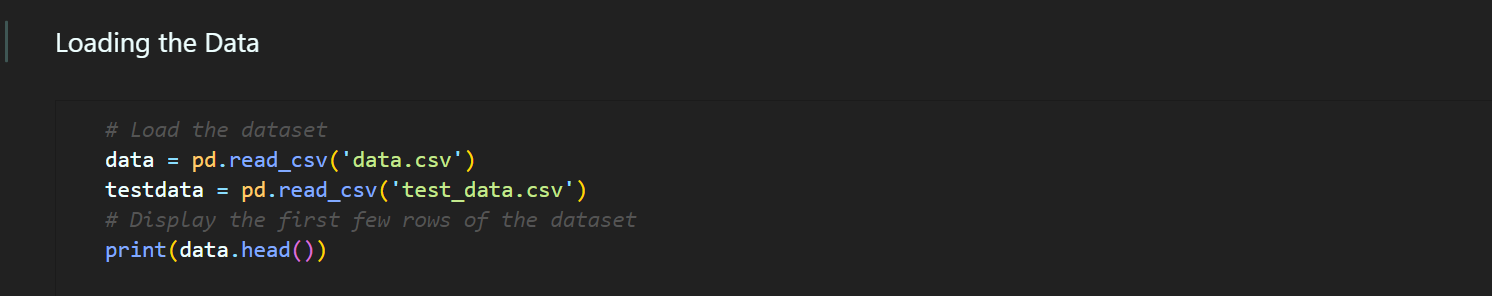 Loading the Data
# Load the dataset
data = pd.read_csv('data.csv')
testdata = pd.read_csv('test_data.csv')
# Display the first few rows of the dataset
print(data.head())